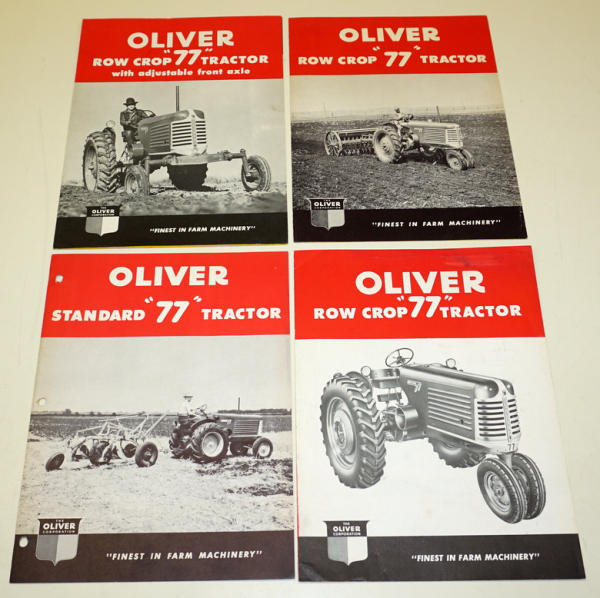 OLIVER
ROW CROP "77" TRACTOR
with adjustable front axle
THE
OLIVER
CORPORATION
"FINEST IN FARM MACHINERY"
OLIVER
ROW CROP "77" TRACTOR
THE
OLIVER
CORPORATION
"FINEST IN FARM MACHINERY"
OLIVER
STANDARD "77" TRACTOR
THE
OLIVER
CORPORATION
"FINEST IN FARM MACHINERY"
OLIVER
ROW CROP "77" TRACTOR
77
77
THE
OLIVER
CORPORATION
"FINEST IN FARM MACHINERY"